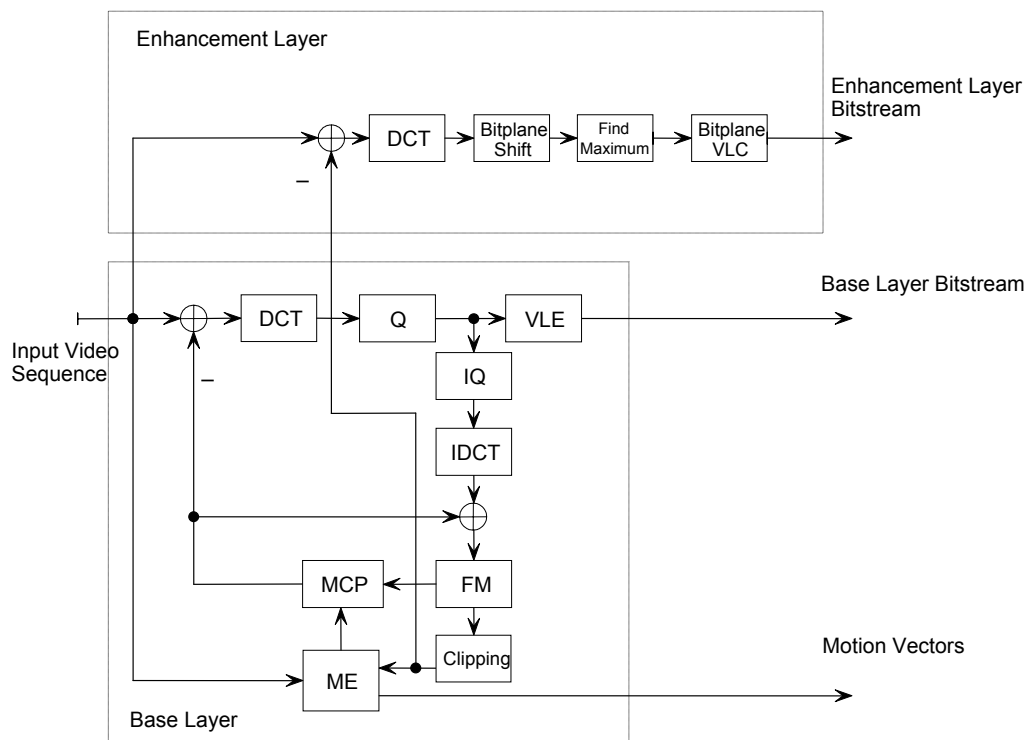 Enhancement Layer
Enhancement Layer
Bitstream
DCT
Bitplane
Shift
Find
Maximum
Bitplane
VLC
–
Base Layer Bitstream
DCT
Q
VLE
Input Video
Sequence
–
IQ
IDCT
MCP
FM
Clipping
ME
Motion Vectors
Base Layer